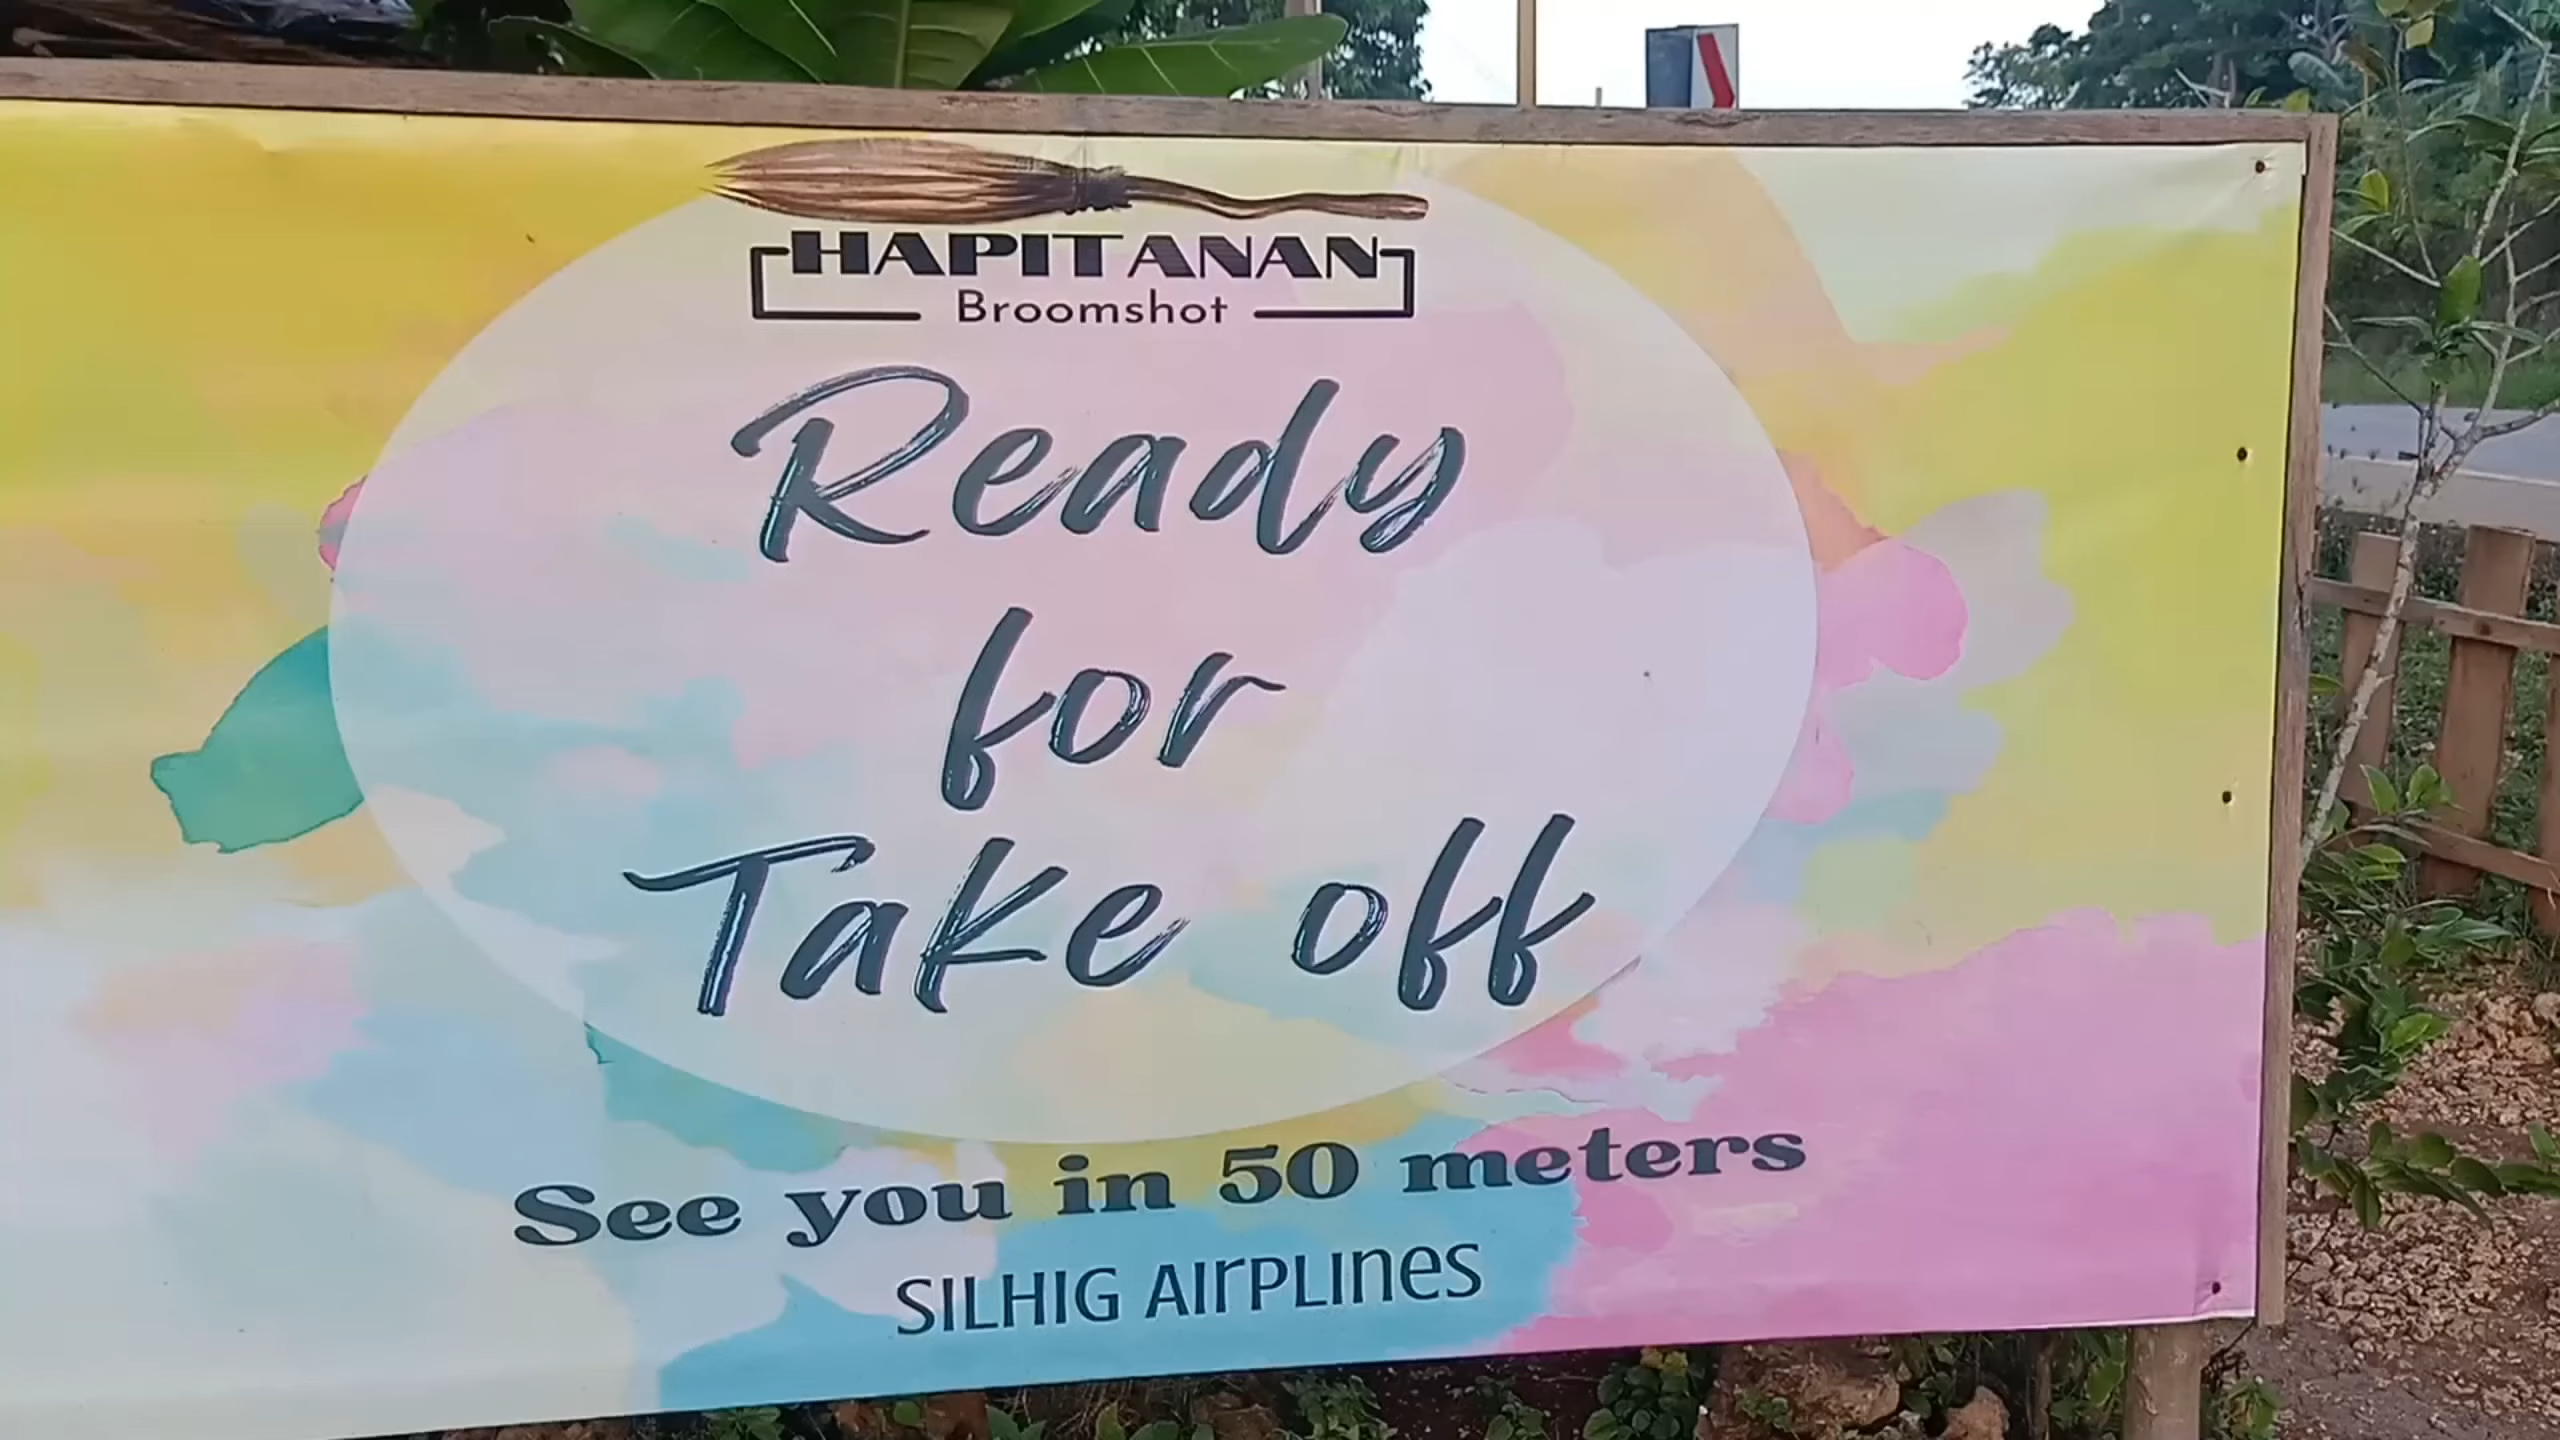 HAPITANAN
Broomshot
Ready
for
Take off
See you in 50 meters
SILHIG AIrPLInes